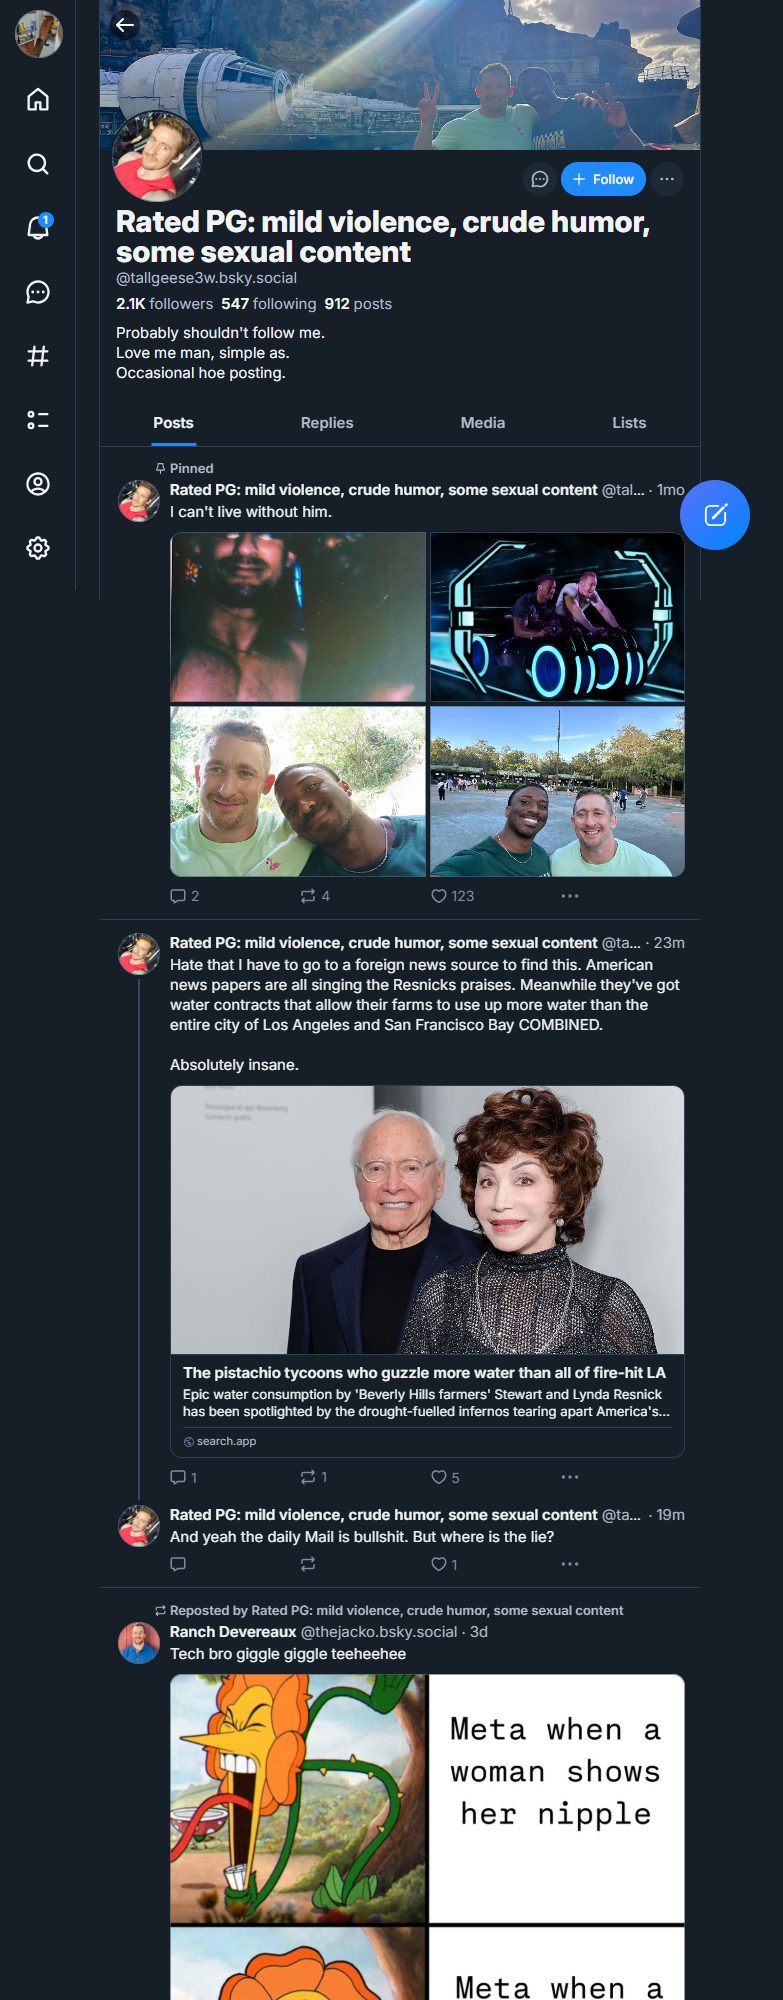 Follow
Rated PG: mild violence, crude humor,
some sexual content
@tallgeese3w.bsky.social
2.1K followers 547 following 912 posts
Probably shouldn't follow me.
Love me man, simple as.
Occasional hoe posting.
Posts Replies Media Lists
1
Pinned
Rated PG: mild violence, crude humor, some sexual content @tal... · 1mo
I can't live without him.
2 4 123
Rated PG: mild violence, crude humor, some sexual content @ta... · 23m
Hate that I have to go to a foreign news source to find this. American
news papers are all singing the Resnicks praises. Meanwhile they've got
water contracts that allow their farms to use up more water than the
entire city of Los Angeles and San Francisco Bay COMBINED.
Absolutely insane.
The pistachio tycoons who guzzle more water than all of fire-hit LA
Epic water consumption by 'Beverly Hills farmers' Stewart and Lynda Resnick
has been spotlighted by the drought-fuelled infernos tearing apart America's...
search.app
1 1 5
Rated PG: mild violence, crude humor, some sexual content @ta... · 19m
And yeah the daily Mail is bullshit. But where is the lie?
1
Reposted by Rated PG: mild violence, crude humor, some sexual content
Ranch Devereaux @thejacko.bsky.social · 3d
Tech bro giggle giggle teeheehee
Meta when a
woman shows
her nipple
Meta when a